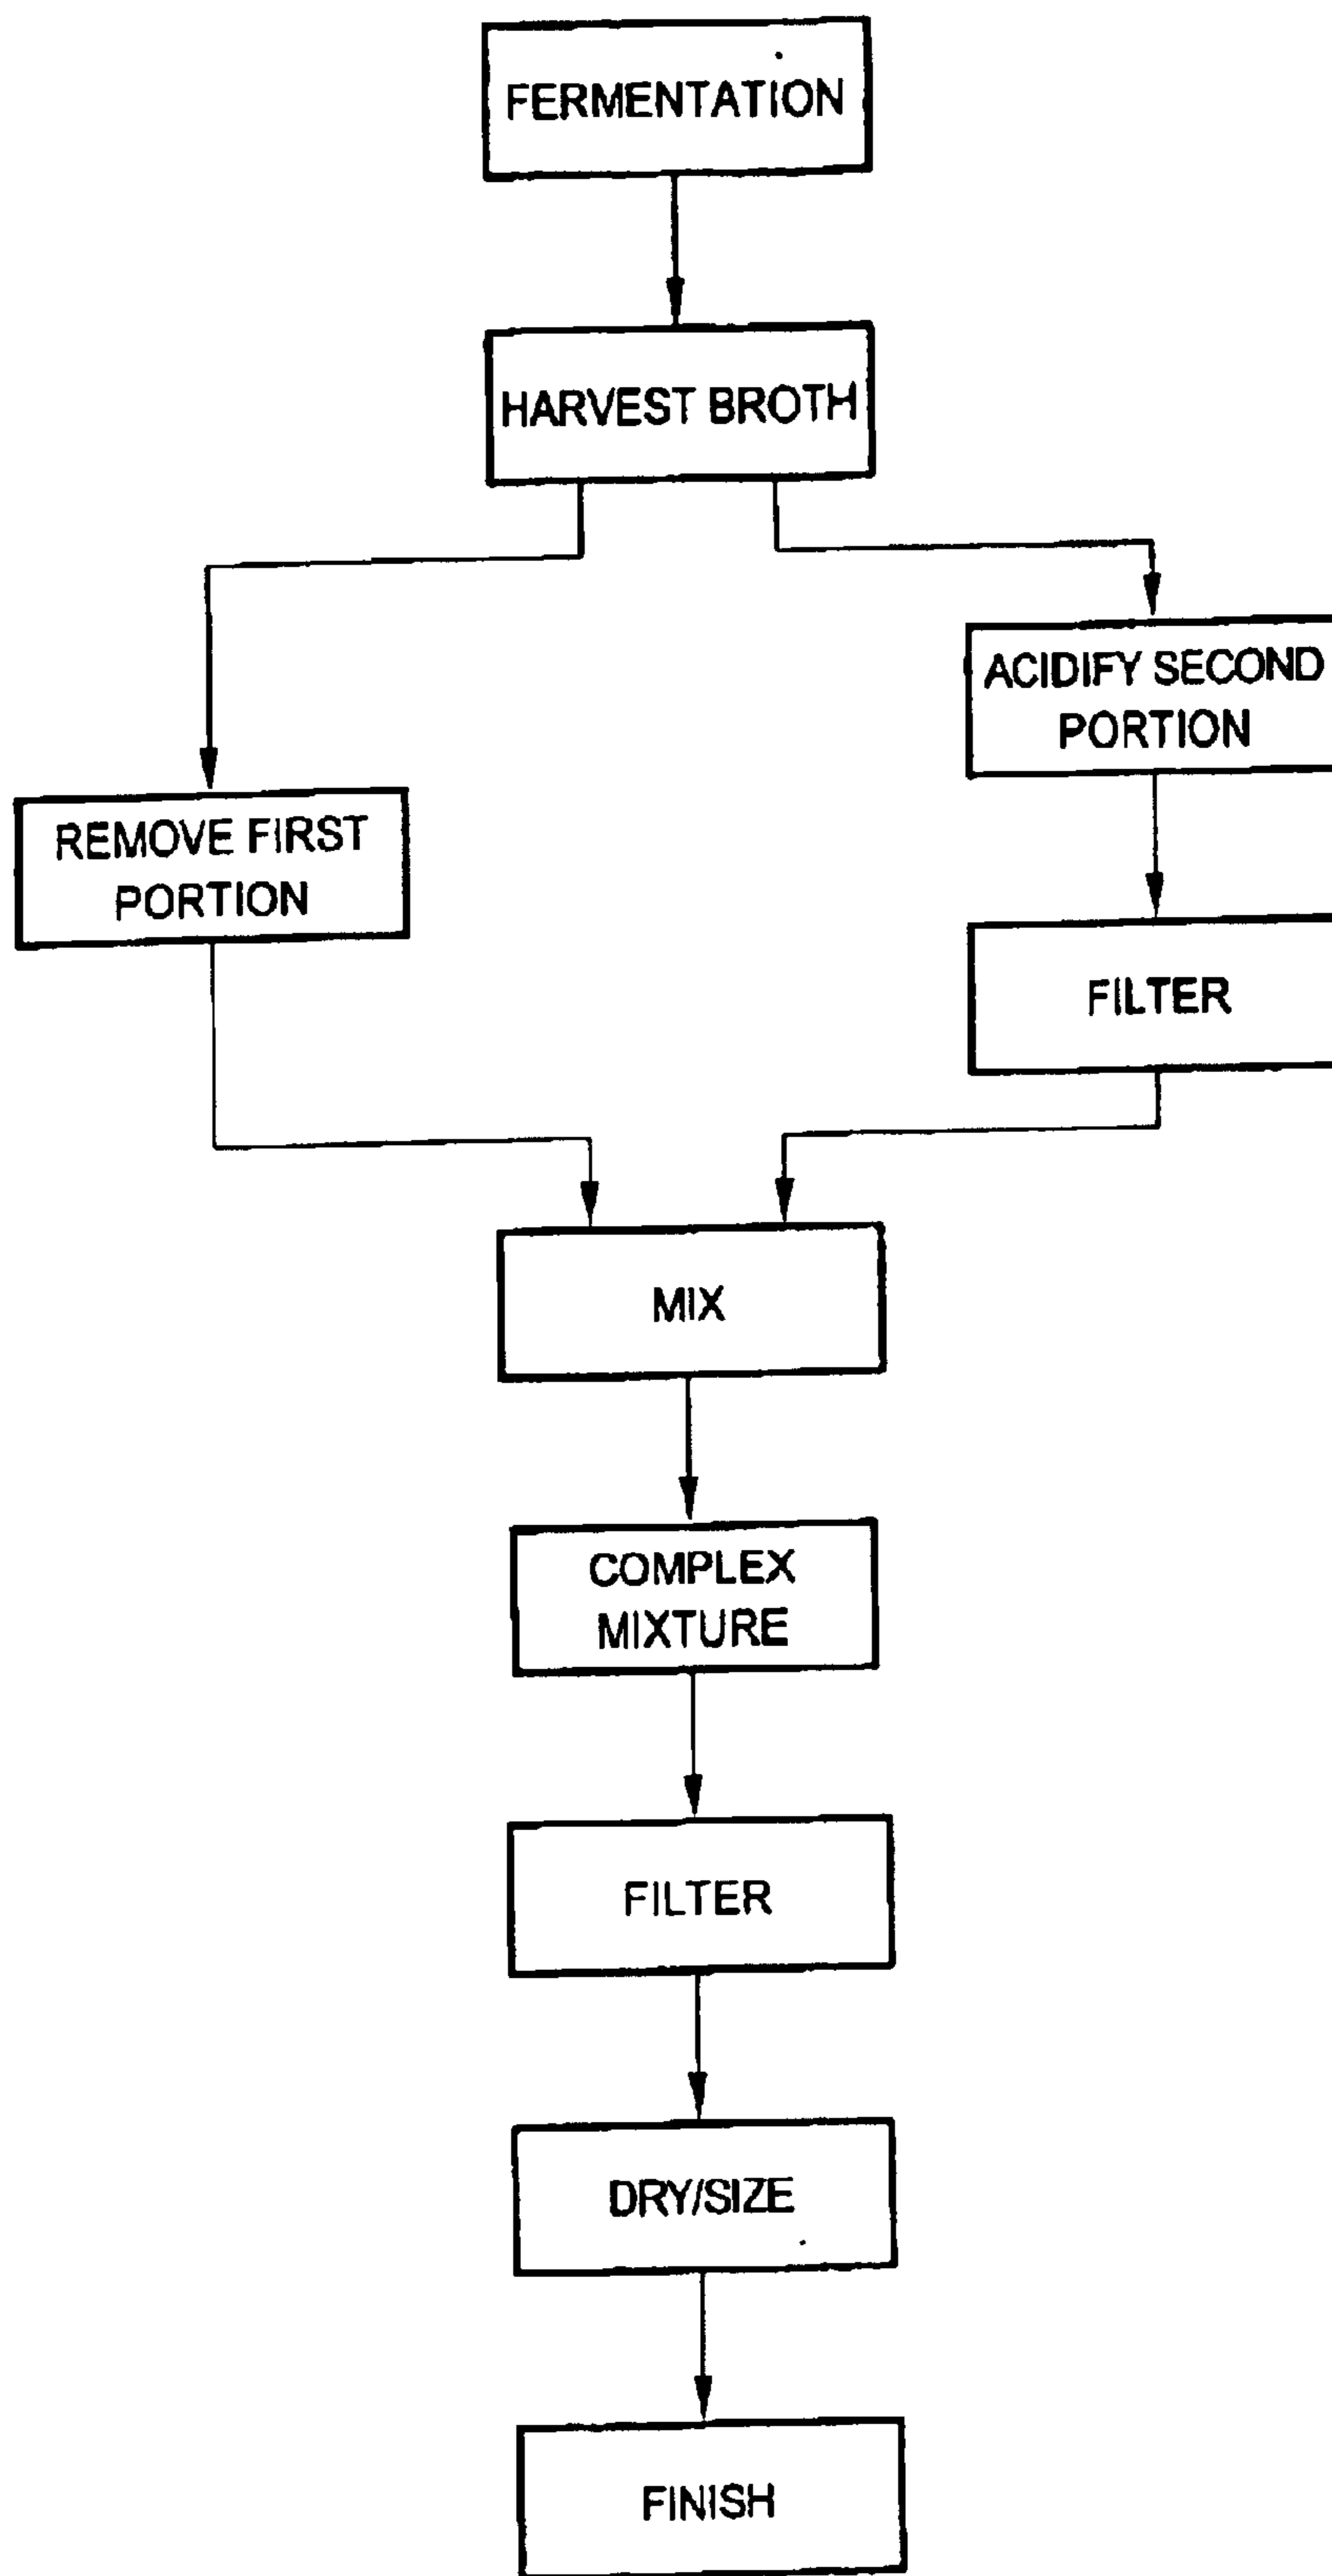 FERMENTATION
HARVEST BROTH
ACIDIFY SECOND
PORTION
REMOVE FIRST
PORTION
FILTER
MIX
COMPLEX
MIXTURE
FILTER
DRY/SIZE
FINISH